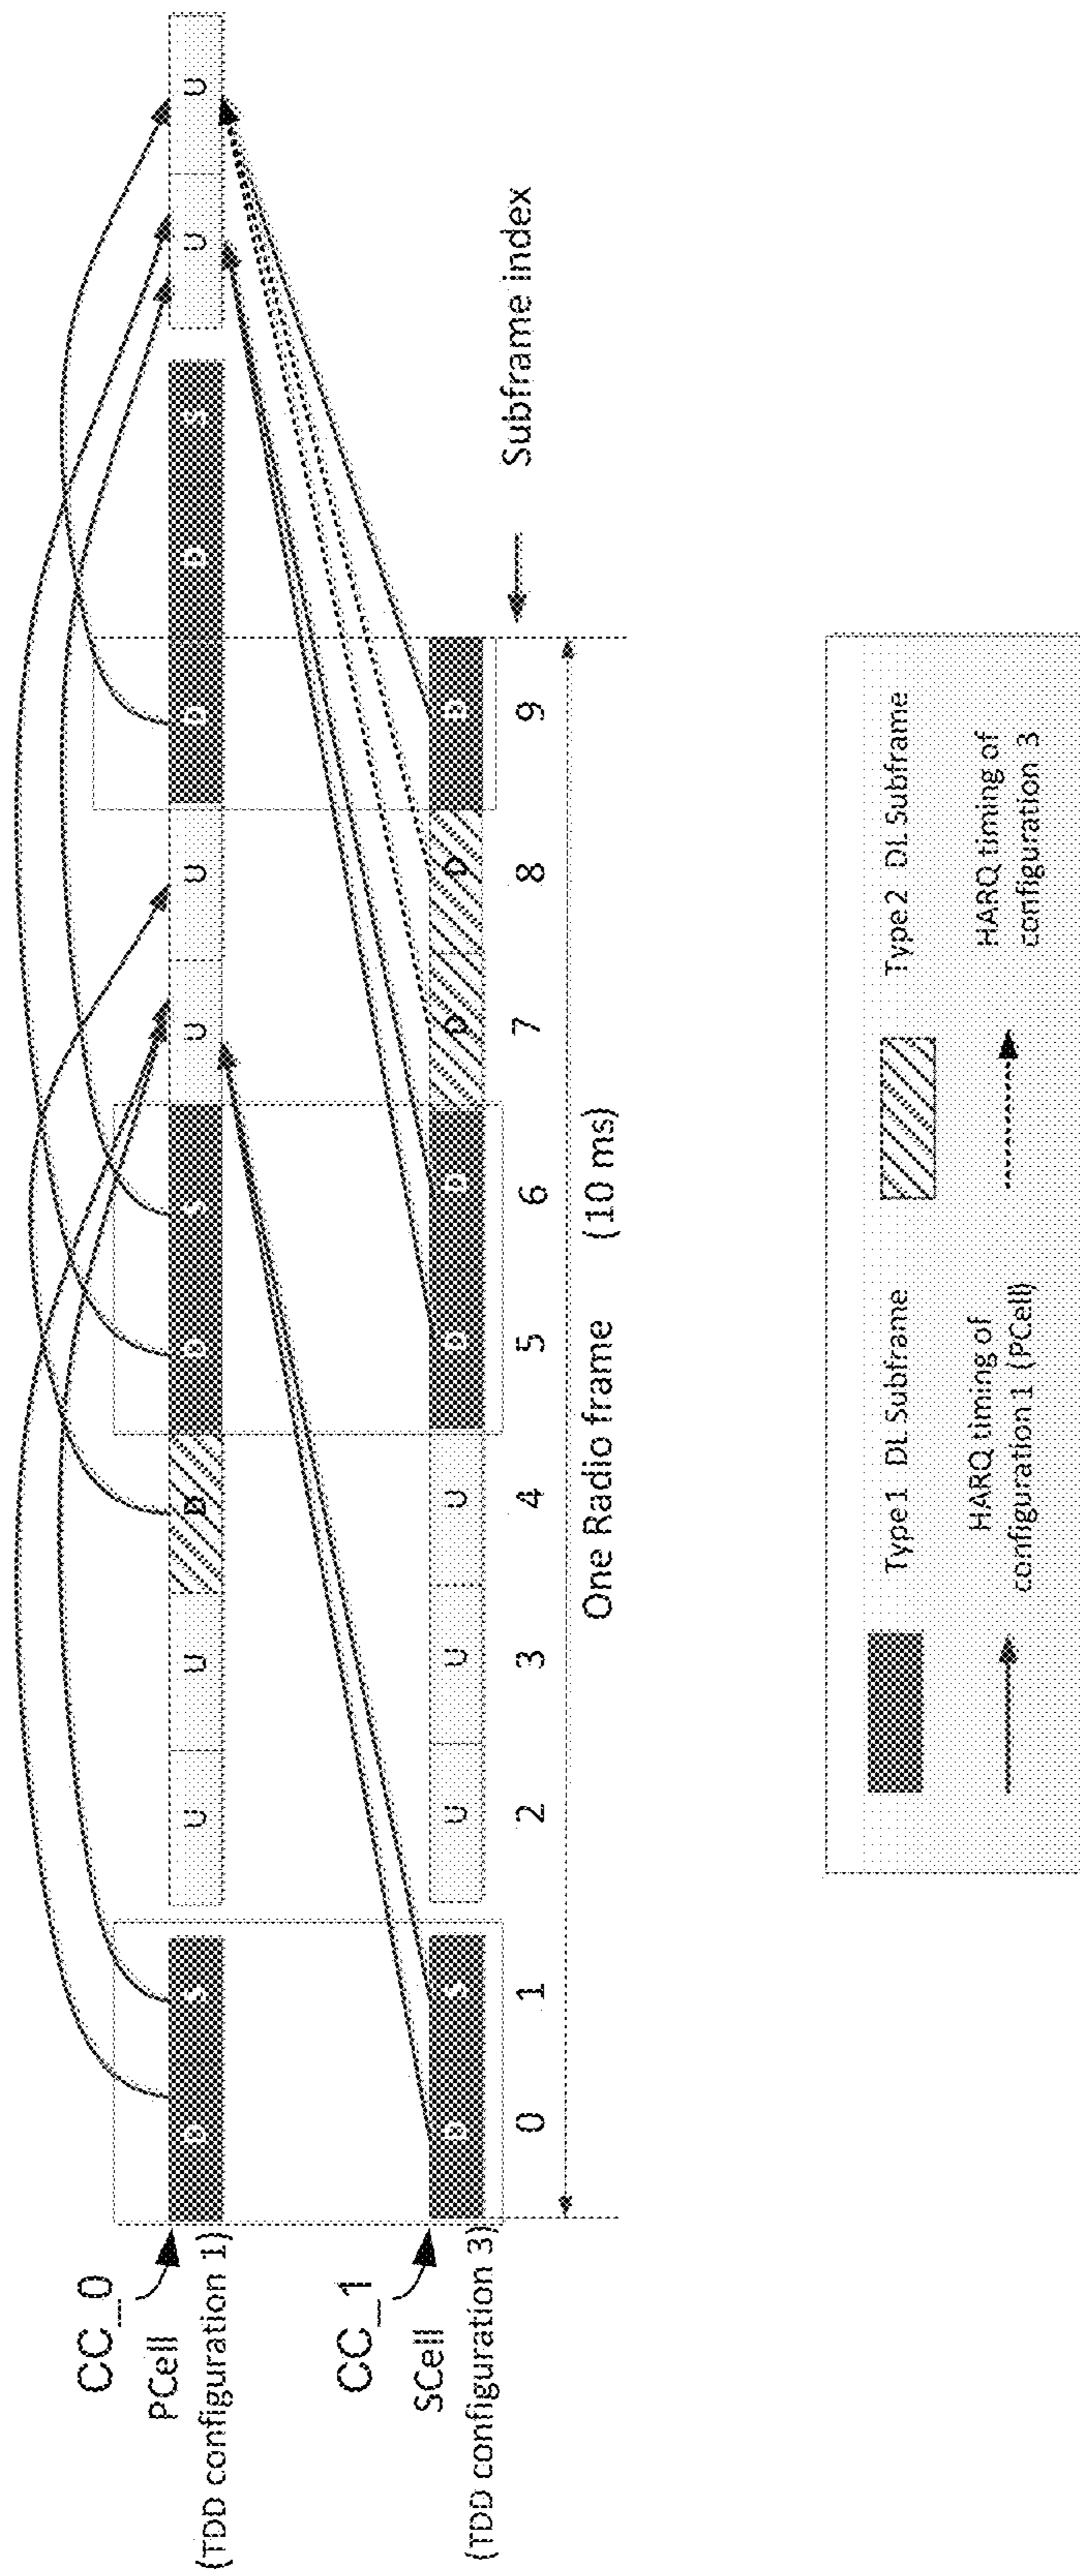 CC_0
PCell
(TDD configuration 1)
D S U U D D S U U D D S U U
CC_1
SCell
(TDD configuration 3)
D S U U U D D D D D
0 1 2 3 4 5 6 7 8 9
Subframe index
One Radio frame (10 ms)
Type1 DL Subframe
Type2 DL Subframe
HARQ timing of
configuration 1 (PCell)
HARQ timing of
configuration 3